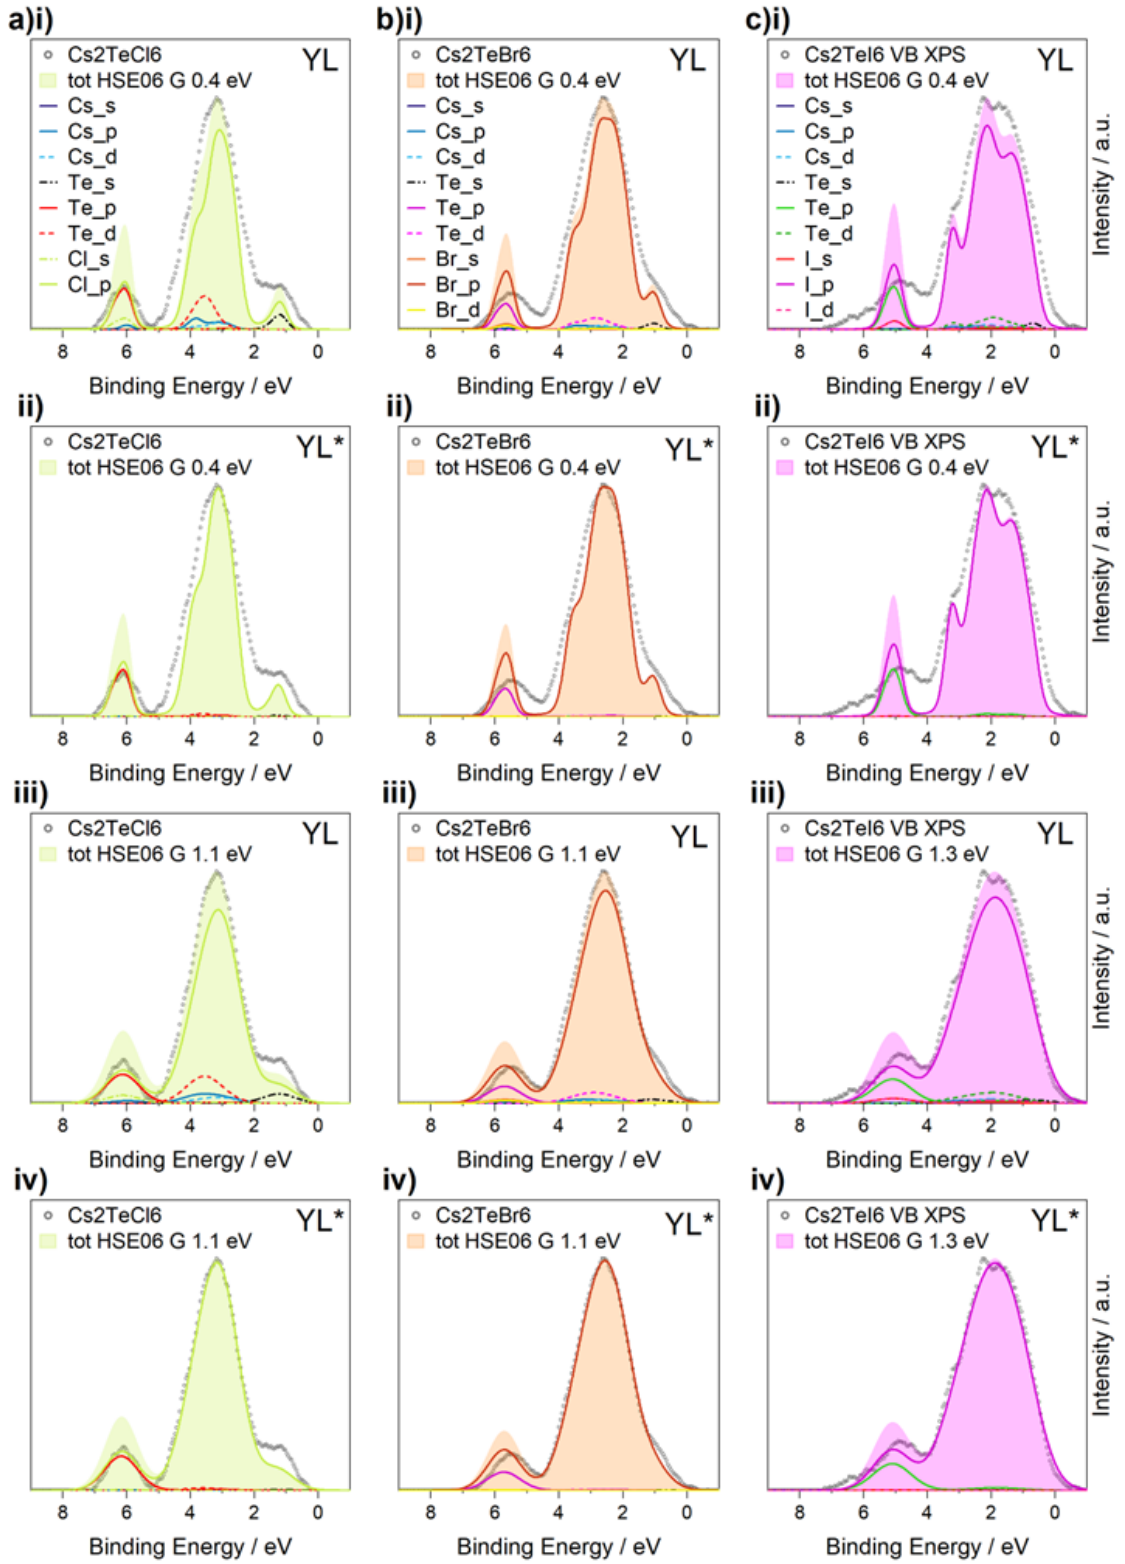 a)i)
Cs2TeCl6
YL
tot HSE06 G 0.4 eV
Cs_s
Cs_p
Cs_d
Te_s
Te_p
Te_d
Cl_s
Cl_p
8 6 4 2 0
Binding Energy / eV
b)i)
Cs2TeBr6
YL
tot HSE06 G 0.4 eV
Cs_s
Cs_p
Cs_d
Te_s
Te_p
Te_d
Br_s
Br_p
Br_d
8 6 4 2 0
Binding Energy / eV
c)i)
Cs2TeI6 VB XPS
YL
tot HSE06 G 0.4 eV
Cs_s
Cs_p
Cs_d
Te_s
Te_p
Te_d
I_s
I_p
I_d
8 6 4 2 0
Binding Energy / eV
Intensity / a.u.
ii)
Cs2TeCl6
YL*
tot HSE06 G 0.4 eV
8 6 4 2 0
Binding Energy / eV
ii)
Cs2TeBr6
YL*
tot HSE06 G 0.4 eV
8 6 4 2 0
Binding Energy / eV
ii)
Cs2TeI6 VB XPS
YL*
tot HSE06 G 0.4 eV
8 6 4 2 0
Binding Energy / eV
Intensity / a.u.
iii)
Cs2TeCl6
YL
tot HSE06 G 1.1 eV
8 6 4 2 0
Binding Energy / eV
iii)
Cs2TeBr6
YL
tot HSE06 G 1.1 eV
8 6 4 2 0
Binding Energy / eV
iii)
Cs2TeI6 VB XPS
YL
tot HSE06 G 1.3 eV
8 6 4 2 0
Binding Energy / eV
Intensity / a.u.
iv)
Cs2TeCl6
YL*
tot HSE06 G 1.1 eV
8 6 4 2 0
Binding Energy / eV
iv)
Cs2TeBr6
YL*
tot HSE06 G 1.1 eV
8 6 4 2 0
Binding Energy / eV
iv)
Cs2TeI6 VB XPS
YL*
tot HSE06 G 1.3 eV
8 6 4 2 0
Binding Energy / eV
Intensity / a.u.